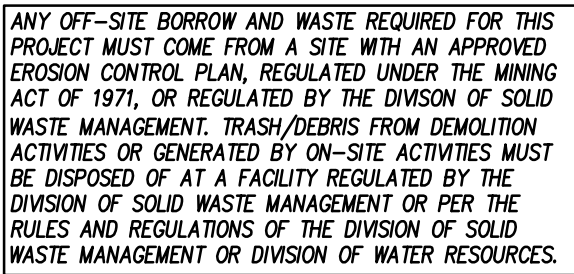 ANY OFF-SITE BORROW AND WASTE REQUIRED FOR THIS
PROJECT MUST COME FROM A SITE WITH AN APPROVED
EROSION CONTROL PLAN, REGULATED UNDER THE MINING
ACT OF 1971, OR REGULATED BY THE DIVISON OF SOLID
WASTE MANAGEMENT. TRASH/DEBRIS FROM DEMOLITION
ACTIVITIES OR GENERATED BY ON-SITE ACTIVITIES MUST
BE DISPOSED OF AT A FACILITY REGULATED BY THE
DIVISION OF SOLID WASTE MANAGEMENT OR PER THE
RULES AND REGULATIONS OF THE DIVISION OF SOLID
WASTE MANAGEMENT OR DIVISION OF WATER RESOURCES.